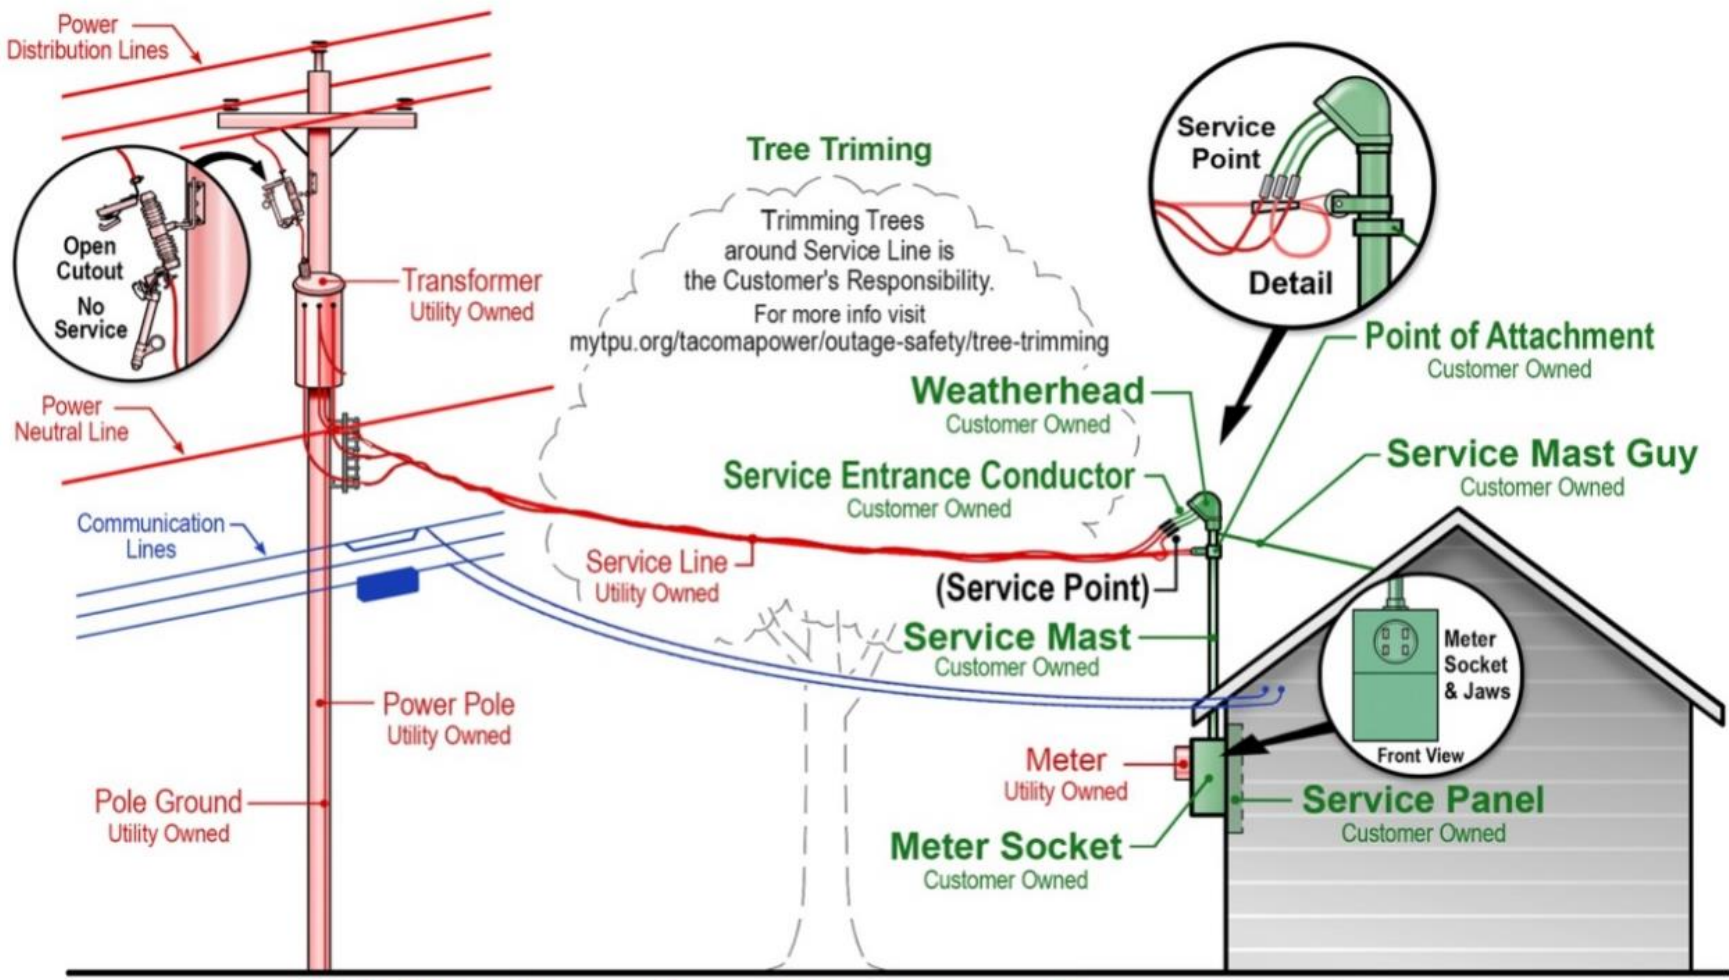 Power
Distribution Lines
Open
Cutout
No
Service
Transformer
Utility Owned
Power
Neutral Line
Communication
Lines
Power Pole
Utility Owned
Pole Ground
Utility Owned
Tree Triming
Trimming Trees
around Service Line is
the Customer's Responsibility.
For more info visit
mytpu.org/tacomapower/outage-safety/tree-trimming
Service
Point
Detail
Point of Attachment
Customer Owned
Weatherhead
Customer Owned
Service Mast Guy
Customer Owned
Service Entrance Conductor
Customer Owned
Service Line
Utility Owned
(Service Point)
Service Mast
Customer Owned
Meter
Socket
& Jaws
Front View
Meter
Utility Owned
Service Panel
Customer Owned
Meter Socket
Customer Owned